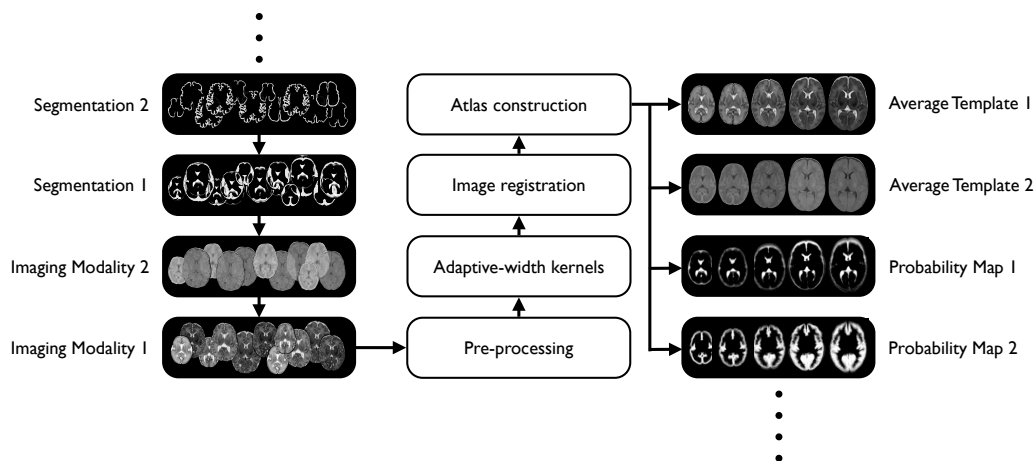 Segmentation 2
Segmentation 1
Imaging Modality 2
Imaging Modality 1
Atlas construction
Image registration
Adaptive-width kernels
Pre-processing
Average Template 1
Average Template 2
Probability Map 1
Probability Map 2